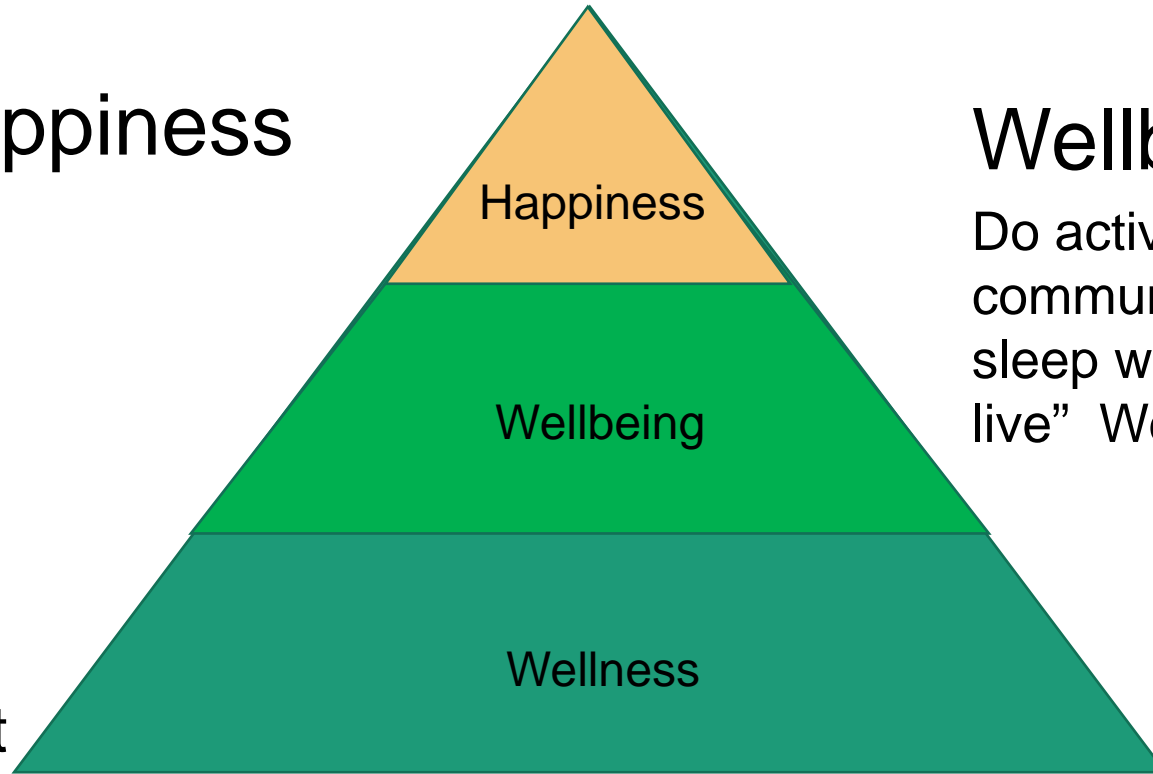 ppiness
Happiness
Wellb
Do activ
commun
sleep w
live” We
Wellbeing
Wellness
t